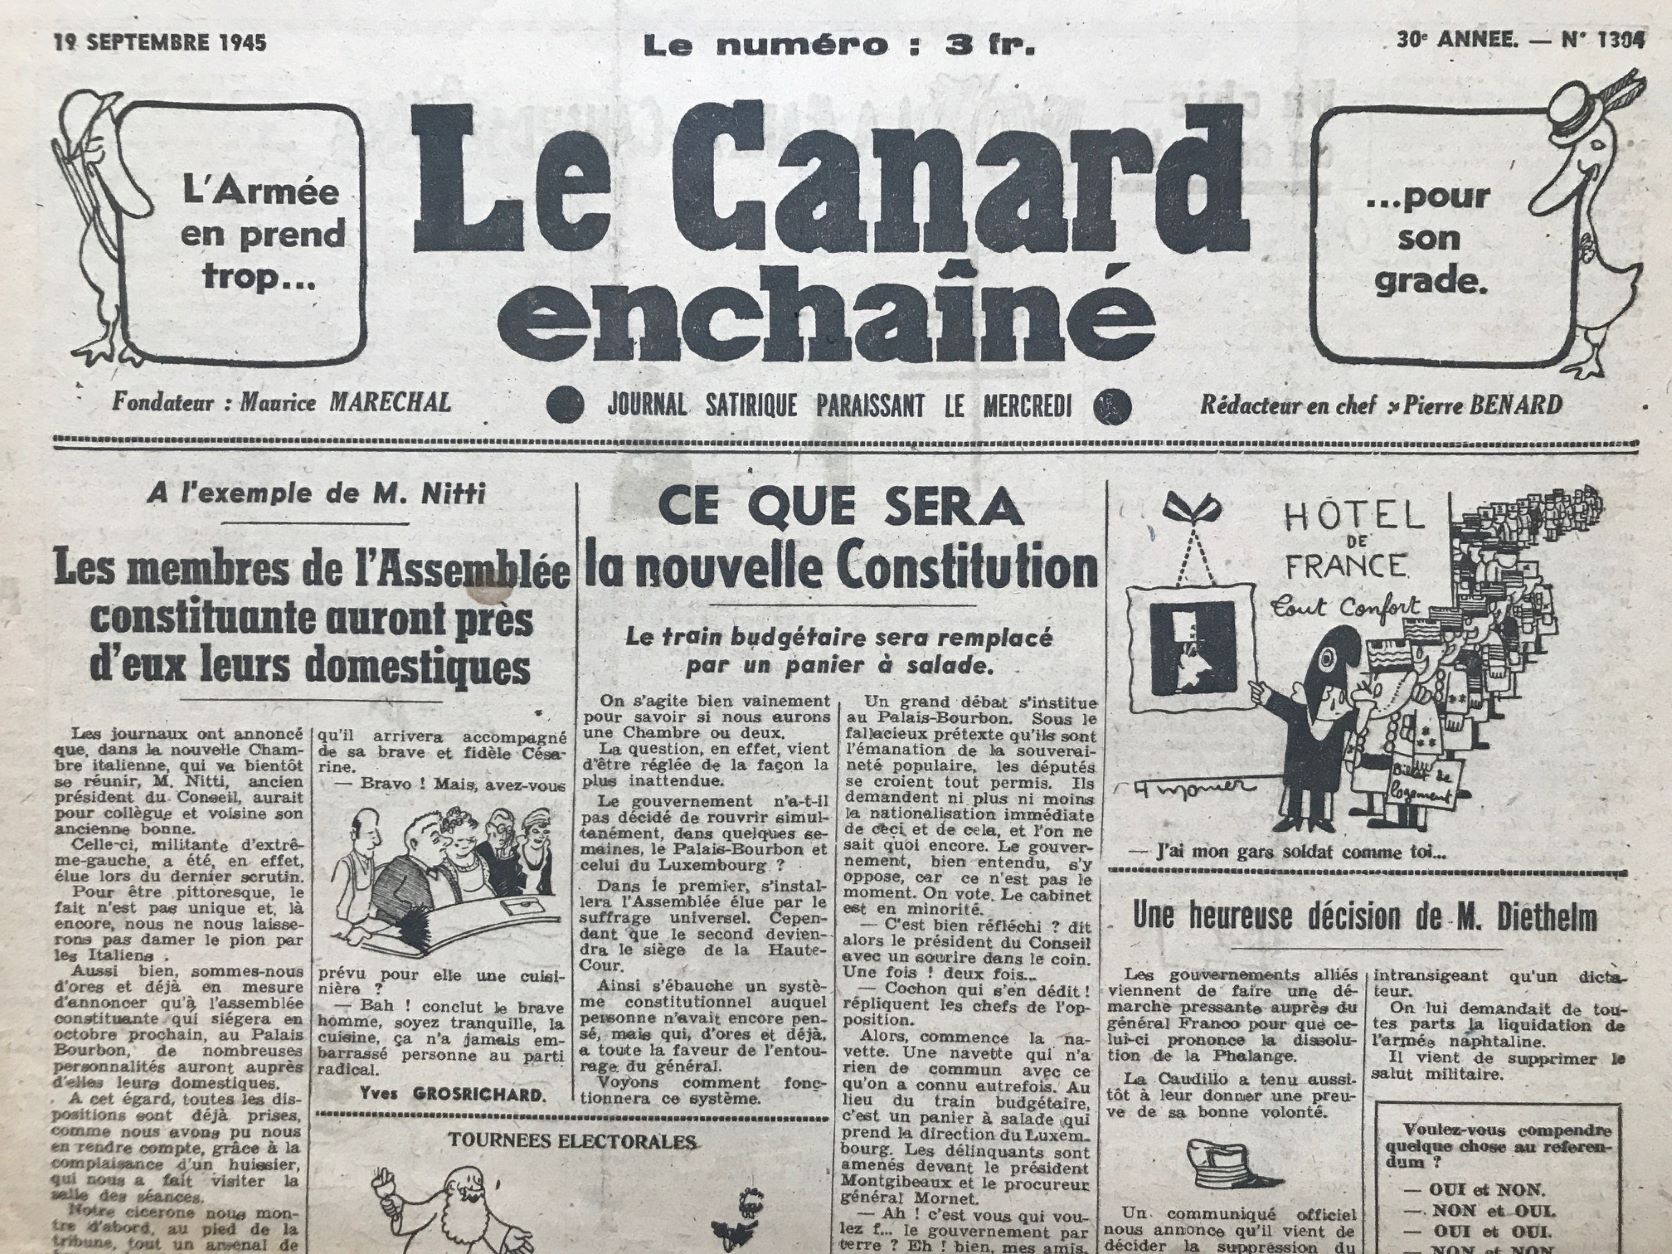 19 SEPTEMBRE 1945
Le numéro : 3 fr.
30e ANNEE. — N° 1304
L'Armée
en prend
trop...
Le Canard
enchaîné
...pour
son
grade.
Fondateur : Maurice MARECHAL
JOURNAL SATIRIQUE PARAISSANT LE MERCREDI
Rédacteur en chef : Pierre BENARD
A l'exemple de M. Nitti
Les membres de l'Assemblée
constituante auront près
d'eux leurs domestiques
Les journaux ont annoncé
que, dans la nouvelle Cham-
bre italienne, qui va bientôt
se réunir, M. Nitti, ancien
président du Conseil, aurait
pour collègue et voisine son
ancienne bonne.
Celle-ci, militante d'extrê-
me-gauche, a été, en effet,
élue lors du dernier scrutin.
Pour être pittoresque, le
fait n'est pas unique et, là
encore, nous ne nous laisse-
rons pas damer le pion par
les Italiens.
Aussi bien, sommes-nous
d'ores et déjà en mesure
d'annoncer qu'à l'assemblée
constituante qui siégera en
octobre prochain, au Palais
Bourbon, de nombreuses
personnalités auront auprès
d'elles leurs domestiques.
A cet égard, toutes les dis-
positions sont déjà prises,
comme nous avons pu nous
en rendre compte, grâce à la
complaisance d'un huissier,
qui nous a fait visiter la
salle des séances.
Notre cicerone nous mon-
tre d'abord, au pied de la
tribune, tout un arsenal de
qu'il arrivera accompagné
de sa brave et fidèle Césa-
rine.
— Bravo ! Mais, avez-vous
prévu pour elle une cuisi-
nière ?
— Bah ! conclut le brave
homme, soyez tranquille, la
cuisine, ça n'a jamais em-
barrassé personne au parti
radical.
Yves GROSRICHARD.
CE QUE SERA
la nouvelle Constitution
Le train budgétaire sera remplacé
par un panier à salade.
On s'agite bien vainement
pour savoir si nous aurons
une Chambre ou deux.
La question, en effet, vient
d'être réglée de la façon la
plus inattendue.
Le gouvernement n'a-t-il
pas décidé de rouvrir simul-
tanément, dans quelques se-
maines, le Palais-Bourbon et
celui du Luxembourg ?
Dans le premier, s'instal-
lera l'Assemblée élue par le
suffrage universel. Cepen-
dant que le second devien-
dra le siège de la Haute-
Cour.
Ainsi s'ébauche un systè-
me constitutionnel auquel
personne n'avait encore pen-
sé, mais qui, d'ores et déjà,
a toute la faveur de l'entou-
rage du général.
Voyons comment fonc-
tionnera ce système.
TOURNEES ELECTORALES
Un grand débat s'institue
au Palais-Bourbon. Sous le
fallacieux prétexte qu'ils sont
l'émanation de la souverai-
neté populaire, les députés
se croient tout permis. Ils
demandent ni plus ni moins
la nationalisation immédiate
de ceci et de cela, et l'on ne
sait quoi encore. Le gouver-
nement, bien entendu, s'y
oppose, car ce n'est pas le
moment. On vote. Le cabinet
est en minorité.
— C'est bien réfléchi ? dit
alors le président du Conseil
avec un sourire dans le coin.
Une fois ! deux fois...
— Cochon qui s'en dédit !
répliquent les chefs de l'op-
position.
Alors, commence la na-
vette. Une navette qui n'a
rien de commun avec ce
qu'on a connu autrefois. Au
lieu du train budgétaire,
c'est un panier à salade qui
prend la direction du Luxem-
bourg. Les délinquants sont
amenés devant le président
Montgibeaux et le procureur
général Mornet.
— Ah ! c'est vous qui vou-
lez f... le gouvernement par
terre ? Eh ! bien, mes amis,
HÔTEL
DE
FRANCE
Tout Confort
Billet de
logement
A Monier
— J'ai mon gars soldat comme toi...
Une heureuse décision de M. Diethelm
Les gouvernements alliés
viennent de faire une dé-
marche pressante auprès du
général Franco pour que ce-
lui-ci prononce la dissolu-
tion de la Phalange.
La Caudillo a tenu aussi-
tôt à leur donner une preu-
ve de sa bonne volonté.
Un communiqué officiel
nous annonce qu'il vient de
décider la suppression du
intransigeant qu'un dicta-
teur.
On lui demandait de tou-
tes parts la liquidation de
l'armée naphtaline.
Il vient de supprimer le
salut militaire.
Voulez-vous compendre
quelque chose au referen-
dum ?
— OUI et NON.
— NON et OUI.
— OUI et OUI.
— NON et NON